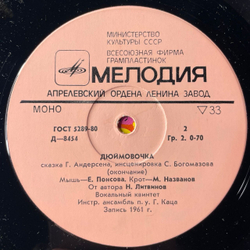 МИНИСТЕРСТВО
КУЛЬТУРЫ СССР
ВСЕСОЮЗНАЯ ФИРМА
ГРАМПЛАСТИНОК
МЕЛОДИЯ
АПРЕЛЕВСКИЙ ОРДЕНА ЛЕНИНА ЗАВОД
МОНО
33
ГОСТ 5289-80
2
Д—8454
Гр. 2. 0-70
ДЮЙМОВОЧКА
сказка Г. Андерсена, инсценировка С. Богомазова
(окончание)
Мышь—Е. Понсова, Крот—М. Названов
От автора Н. Литвинов
Вокальный квинтет
Инстр. ансамбль п/у Г. Каца
Запись 1961 г.